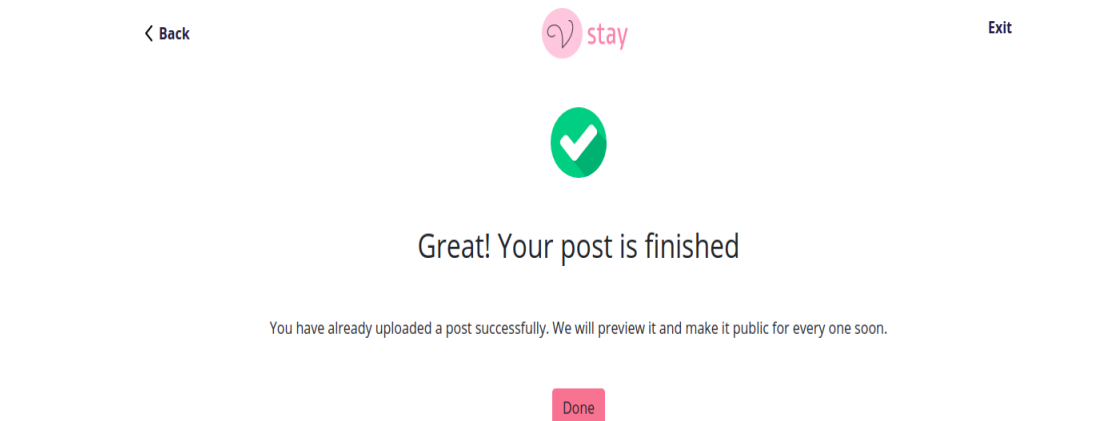 Back
V stay
Exit
Great! Your post is finished
You have already uploaded a post successfully. We will preview it and make it public for every one soon.
Done